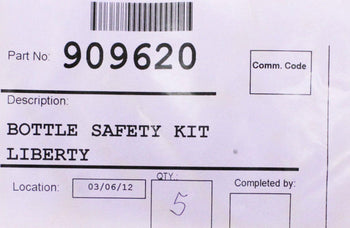 Part No: 909620
Comm. Code
Description:
BOTTLE SAFETY KIT
LIBERTY
Location: 03/06/12
QTY.:
5
Completed by: